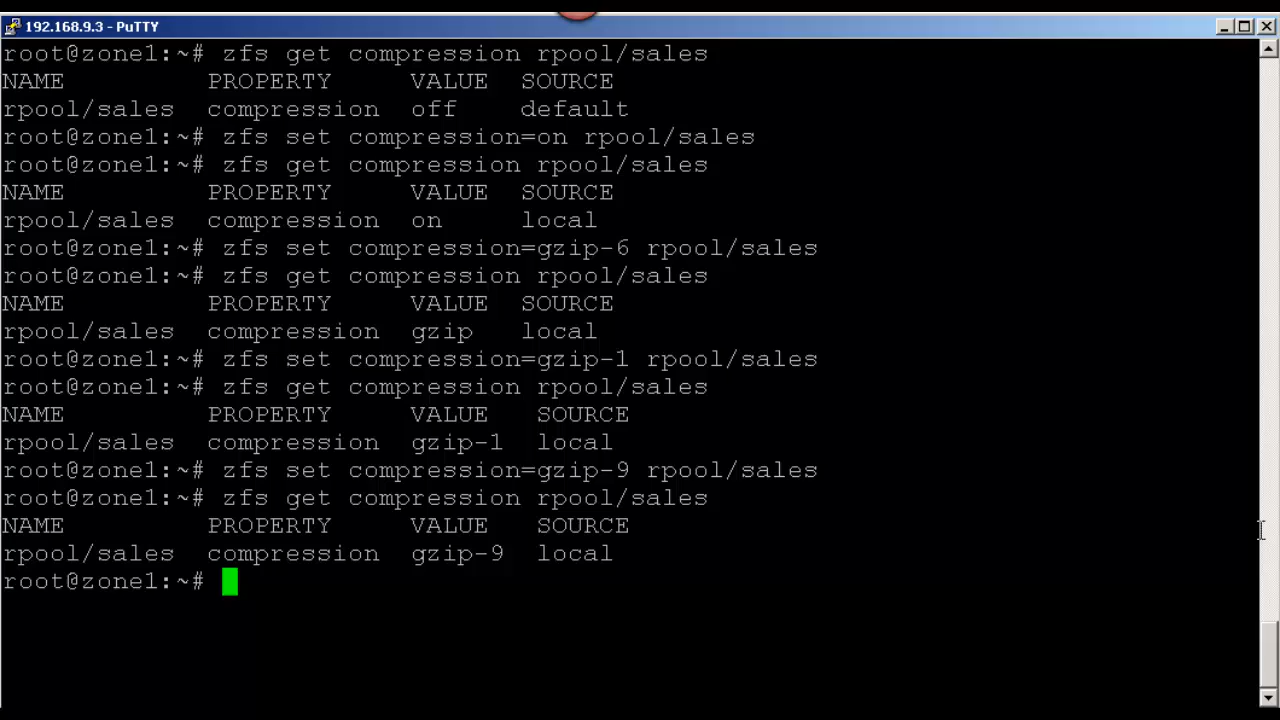 192.168.9.3 - PuTTY
root@zone1:~# zfs get compression rpool/sales
NAME PROPERTY VALUE SOURCE
rpool/sales compression off default
root@zone1:~# zfs set compression=on rpool/sales
root@zone1:~# zfs get compression rpool/sales
NAME PROPERTY VALUE SOURCE
rpool/sales compression on local
root@zone1:~# zfs set compression=gzip-6 rpool/sales
root@zone1:~# zfs get compression rpool/sales
NAME PROPERTY VALUE SOURCE
rpool/sales compression gzip local
root@zone1:~# zfs set compression=gzip-1 rpool/sales
root@zone1:~# zfs get compression rpool/sales
NAME PROPERTY VALUE SOURCE
rpool/sales compression gzip-1 local
root@zone1:~# zfs set compression=gzip-9 rpool/sales
root@zone1:~# zfs get compression rpool/sales
NAME PROPERTY VALUE SOURCE
rpool/sales compression gzip-9 local
root@zone1:~#